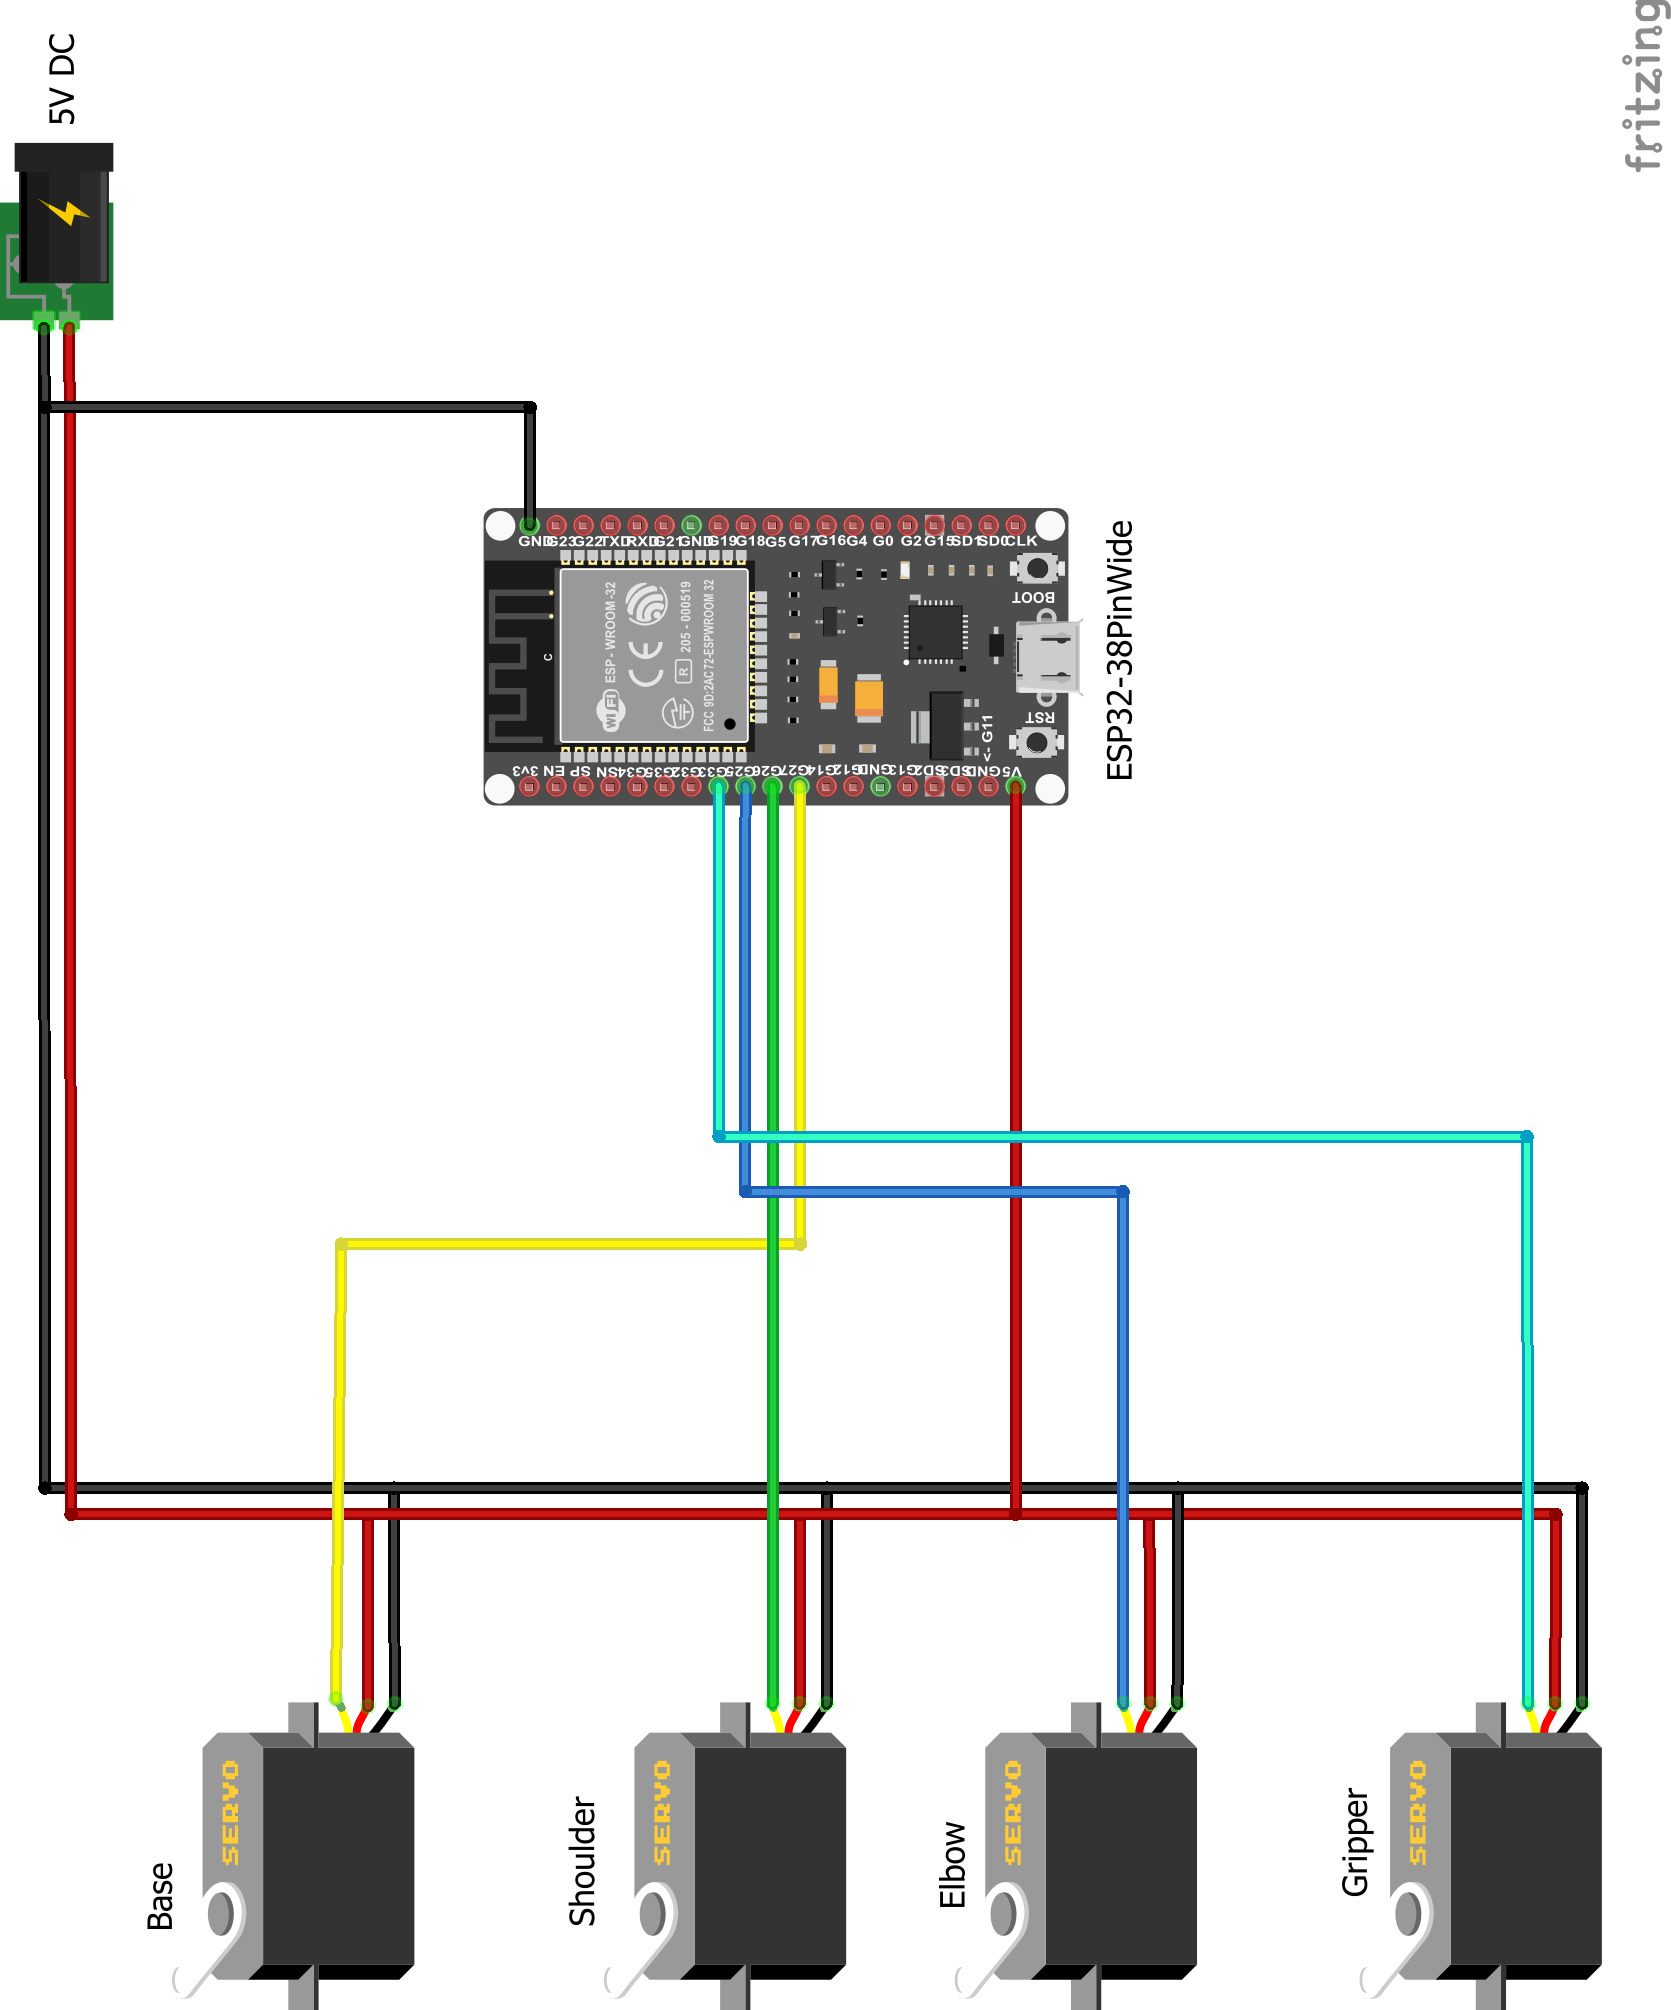 5V DC
fritzing
GND G23 G22 TXD RXD G21 GND G19 G18 G5 G17 G16 G4 G0 G2 G15 SD1 SD0 CLK
BOOT
ESP32-38PinWide
ESP - WROOM -32
WiFi
CE
R
205 - 000519
FCC 9D:2AC72-ESPWROOM 32
C
RST
<- G11
3v3 EN SP SN G34 G35 G32 G33 G25 G26 G27 G14 G12 GND G13 SD2 SD3 GND V5
Base
SERVO
Shoulder
SERVO
Elbow
SERVO
Gripper
SERVO